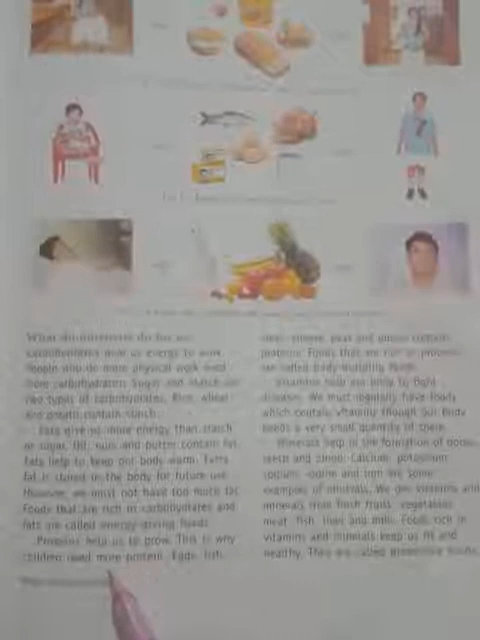 What do nutrients do for us
Carbohydrates give us energy to work.
People who do more physical work need
more carbohydrates. Sugar and starch are
two types of carbohydrates. Rice, wheat
and potato contain starch.
Fats give us more energy than starch
or sugar. Oil, nuts and butter contain fat.
Fats help to keep our body warm. Extra
fat is stored in the body for future use.
However, we must not have too much fat.
Foods that are rich in carbohydrates and
fats are called energy-giving foods.
Proteins help us to grow. This is why
children need more protein. Eggs, fish,
peas and contain
proteins. Foods that are rich in proteins
are called body-building foods.
Vitamins help our body to fight
diseases. We must regularly have foods
which contain vitamins though our body
needs a very small quantity of
Minerals help in the formation of bones,
teeth and blood. Calcium, potassium,
sodium, iodine and iron are some
examples of minerals. We get vitamins and
minerals from fresh fruits, vegetables,
meat, fish, and milk. Foods rich in
vitamins and minerals keep us fit and
healthy. They are called protective foods.